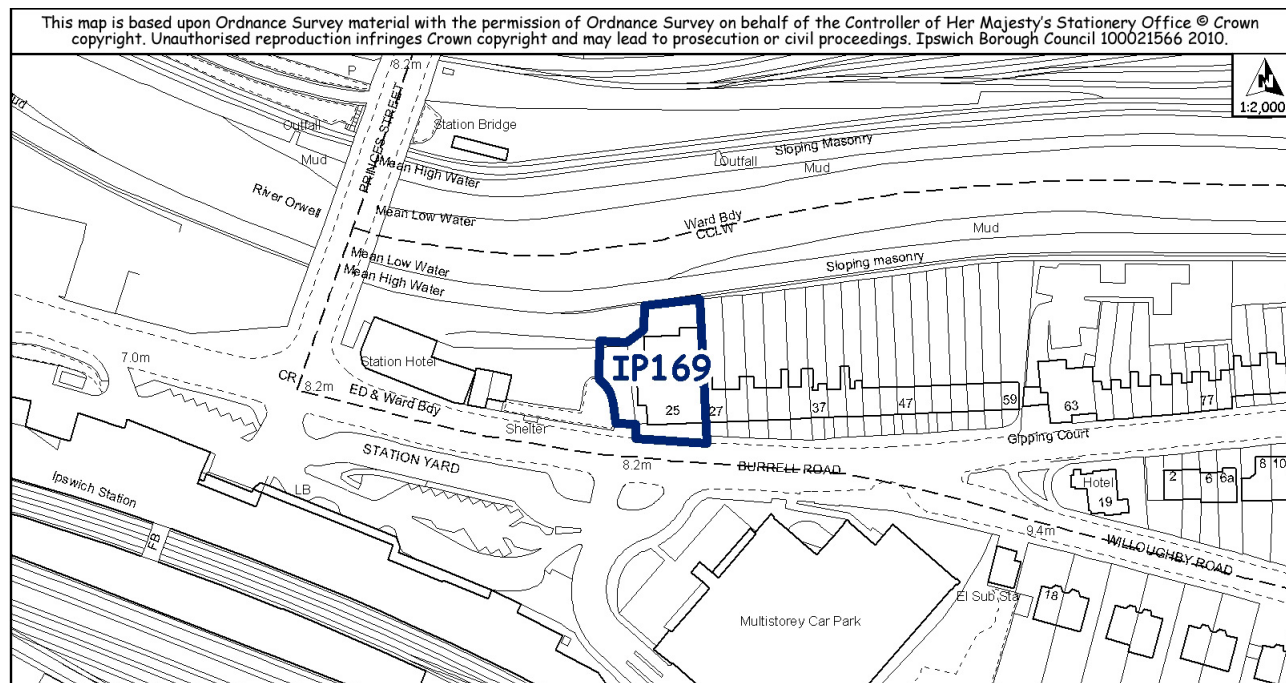 This map is based upon Ordnance Survey material with the permission of Ordnance Survey on behalf of the Controller of Her Majesty's Stationery Office © Crown
copyright. Unauthorised reproduction infringes Crown copyright and may lead to prosecution or civil proceedings. Ipswich Borough Council 100021566 2010.
N
1:2,000
8.2m
P
PRINCES STREET
Station Bridge
Outfall
Mud
Mean High Water
River Orwell
Mean Low Water
Outfall
Sloping Masonry
Mud
Ward Bdy
CCLW
Mud
Mean Low Water
Mean High Water
Sloping masonry
Station Hotel
7.0m
CR
8.2m
ED & Ward Bdy
Shelter
IP169
25
27
37
47
59
63
77
Gipping Court
STATION YARD
8.2m
BURRELL ROAD
Hotel
19
2
6
6a
8
10
Ipswich Station
LB
FB
9.4m
WILLOUGHBY ROAD
El Sub Sta
18
Multistorey Car Park